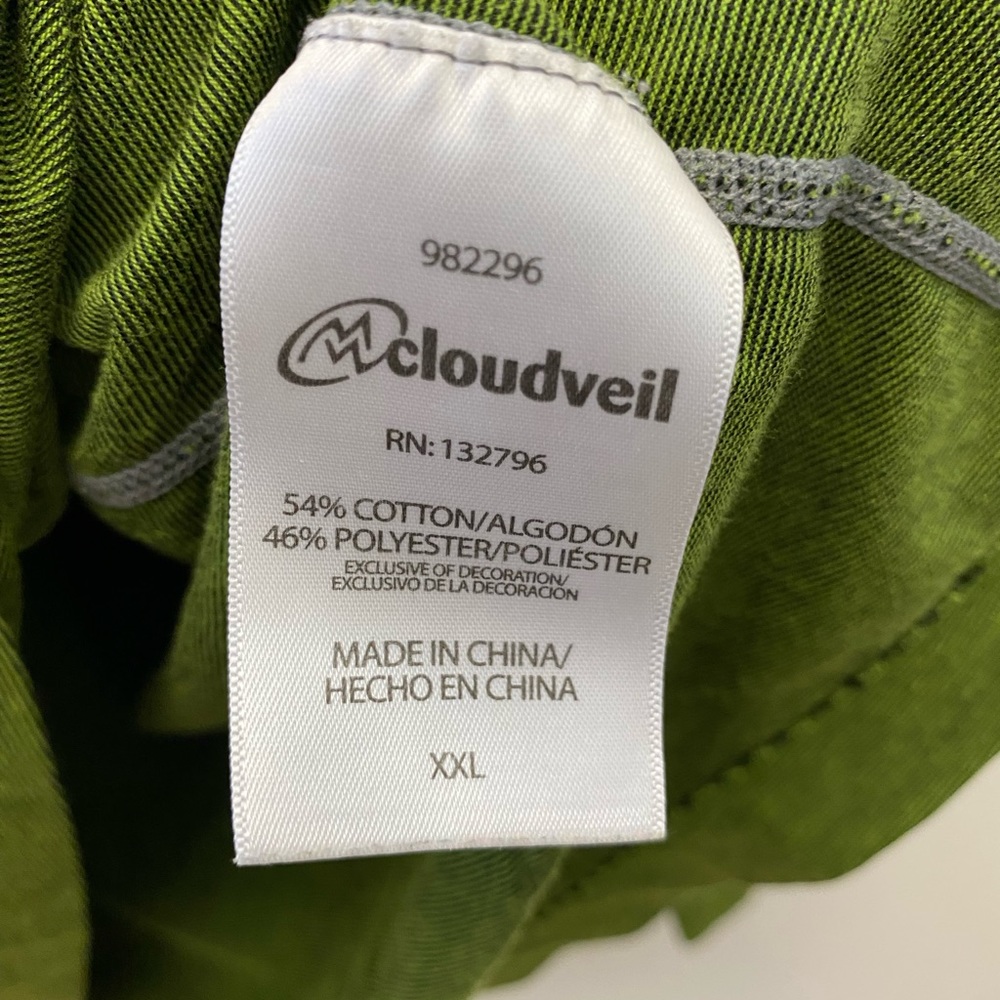 982296
cloudveil
RN: 132796
54% COTTON/ALGODÓN
46% POLYESTER/POLIÉSTER
EXCLUSIVE OF DECORATION/
EXCLUSIVO DE LA DECORACIÓN
MADE IN CHINA/
HECHO EN CHINA
XXL